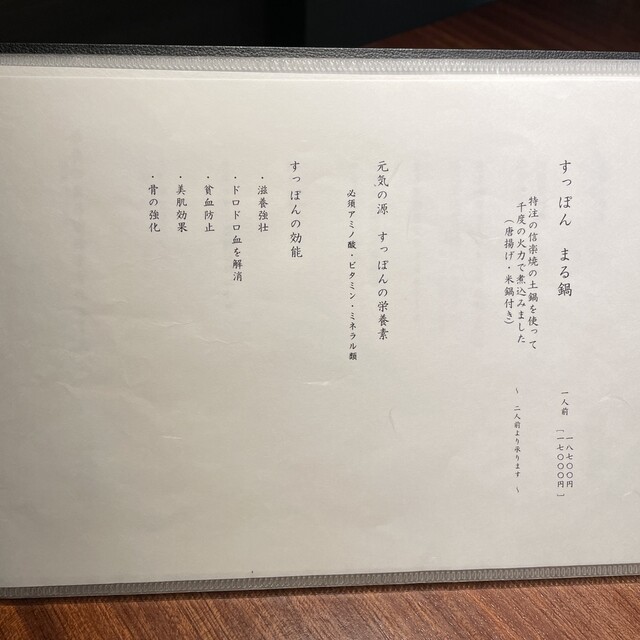 すっぽん まる鍋
特注の信楽焼の土鍋を使って
千度の火力で煮込みました
（唐揚げ・米鍋付き）
一人前 一八七〇〇円
［一七〇〇〇円］
～ 二人前より承ります ～
元気の源 すっぽんの栄養素
必須アミノ酸・ビタミン・ミネラル類
すっぽんの効能
・滋養強壮
・ドロドロ血を解消
・貧血防止
・美肌効果
・骨の強化